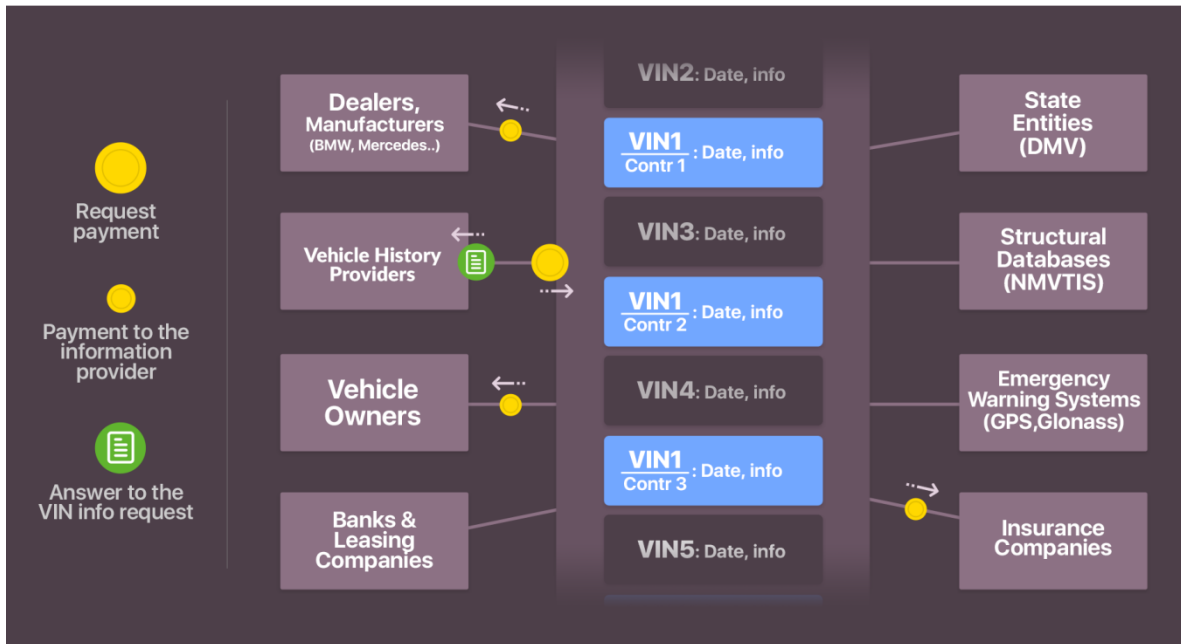 Request
payment
Payment to the
information
provider
Answer to the
VIN info request
Dealers,
Manufacturers
(BMW, Mercedes..)
Vehicle History
Providers
Vehicle
Owners
Banks &
Leasing
Companies
VIN2: Date, info
VIN1
Contr 1
: Date, info
VIN3: Date, info
VIN1
Contr 2
: Date, info
VIN4: Date, info
VIN1
Contr 3
: Date, info
VIN5: Date, info
State
Entities
(DMV)
Structural
Databases
(NMVTIS)
Emergency
Warning Systems
(GPS,Glonass)
Insurance
Companies